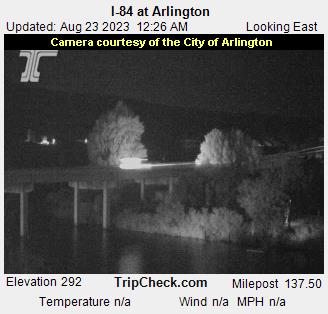 I-84 at Arlington
Updated: Aug 23 2023 12:26 AM Looking East
Camera courtesy of the City of Arlington
Elevation 292 TripCheck.com Milepost 137.50
Temperature n/a Wind n/a MPH n/a